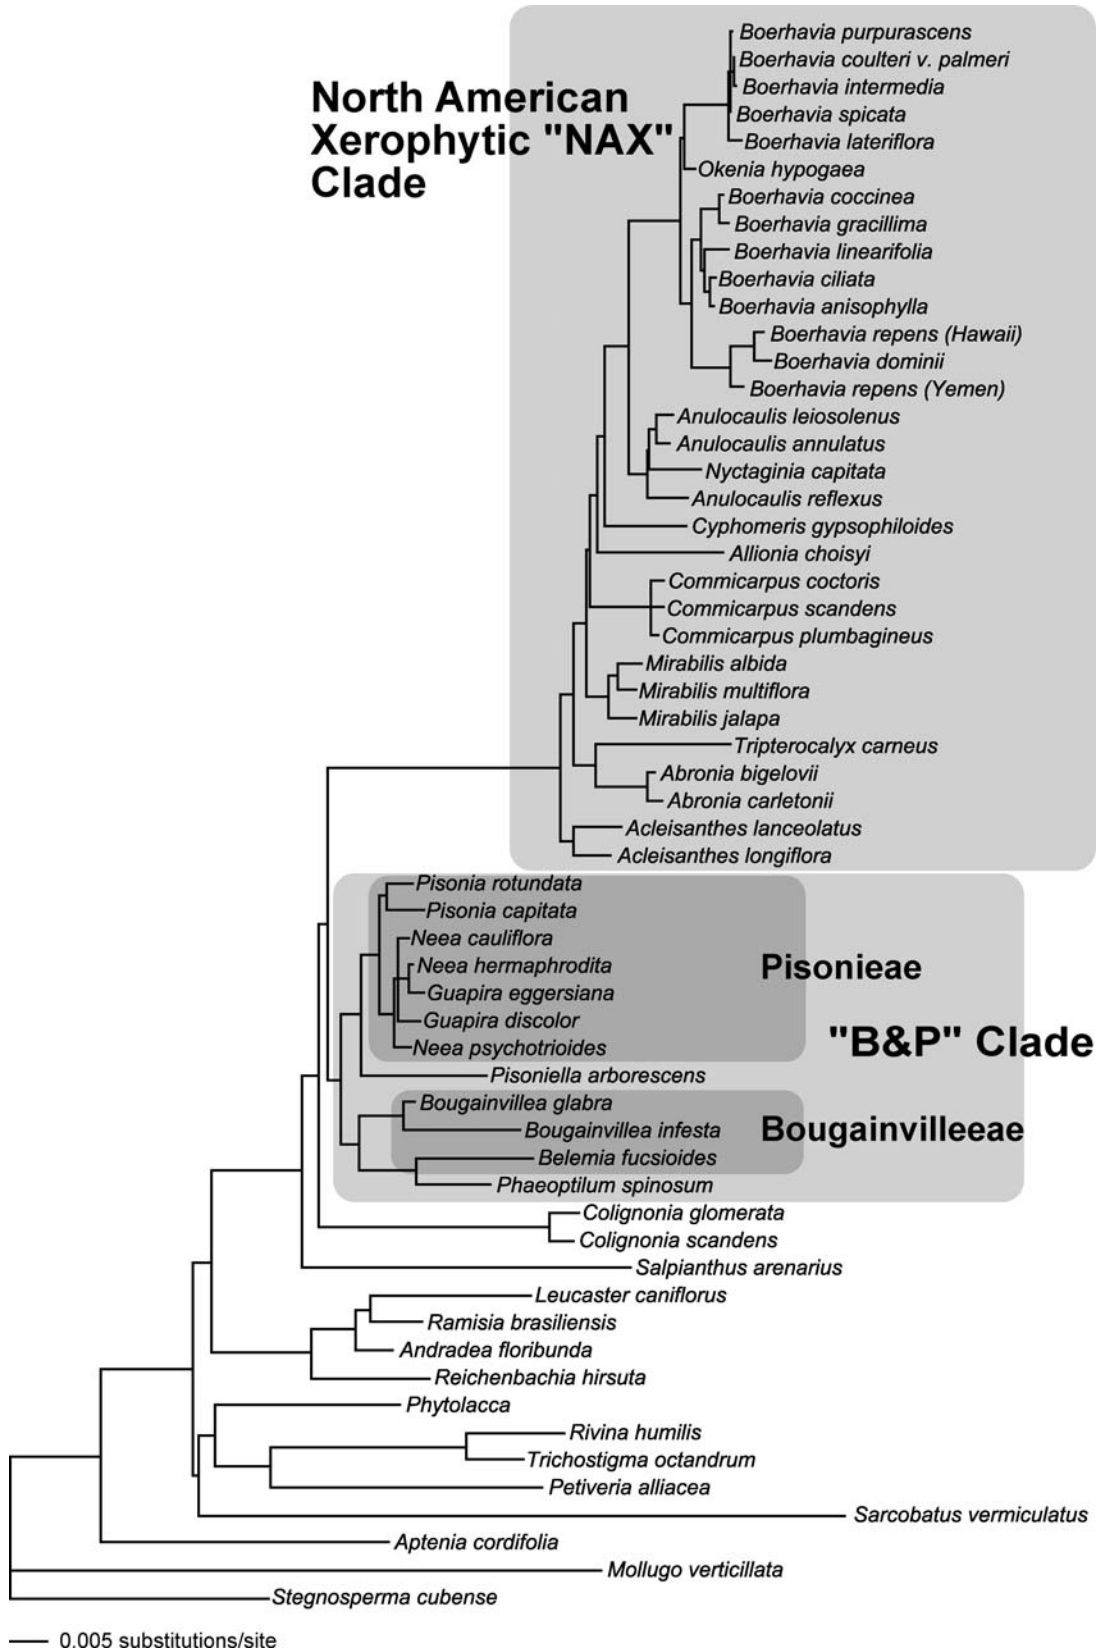 Boerhavia purpurascens
Boerhavia coulteri v. palmeri
Boerhavia intermedia
North American
Xerophytic "NAX"
Clade
Boerhavia spicata
Boerhavia lateriflora
Okenia hypogaea
Boerhavia coccinea
Boerhavia gracillima
Boerhavia linearifolia
Boerhavia ciliata
Boerhavia anisophylla
Boerhavia repens (Hawaii)
Boerhavia dominii
Boerhavia repens (Yemen)
Anulocaulis leiosolenus
Anulocaulis annulatus
Nyctaginia capitata
Anulocaulis reflexus
Cyphomeris gypsophiloides
Allionia choisyi
Commicarpus coctoris
Commicarpus scandens
Commicarpus plumbagineus
Mirabilis albida
Mirabilis multiflora
Mirabilis jalapa
Tripterocalyx carneus
Abronia bigelovii
Abronia carletonii
Acleisanthes lanceolatus
Acleisanthes longiflora
Pisonia rotundata
Pisonia capitata
Neea cauliflora
Neea hermaphrodita
Pisonieae
Guapira eggersiana
Guapira discolor
"B&P" Clade
Neea psychotrioides
Pisoniella arborescens
Bougainvillea glabra
Bougainvillea infesta
Bougainvilleeae
Belemia fucsioides
Phaeoptilum spinosum
Colignonia glomerata
Colignonia scandens
Salpianthus arenarius
Leucaster caniflorus
Ramisia brasiliensis
Andradea floribunda
Reichenbachia hirsuta
Phytolacca
Rivina humilis
Trichostigma octandrum
Petiveria alliacea
Sarcobatus vermiculatus
Aptenia cordifolia
Mollugo verticillata
Stegnosperma cubense
0.005 substitutions/site